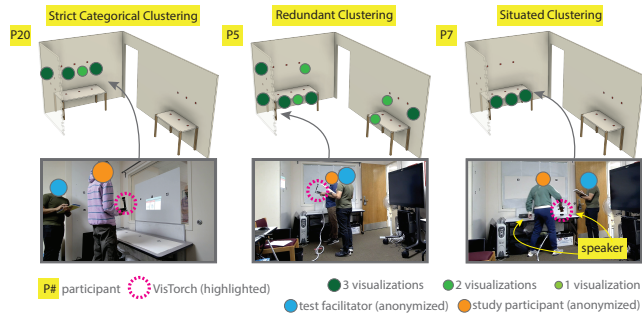 Strict Categorical Clustering
Redundant Clustering
Situated Clustering
P20
P5
P7
speaker
P# participant
VisTorch (highlighted)
3 visualizations
2 visualizations
1 visualization
test facilitator (anonymized)
study participant (anonymized)